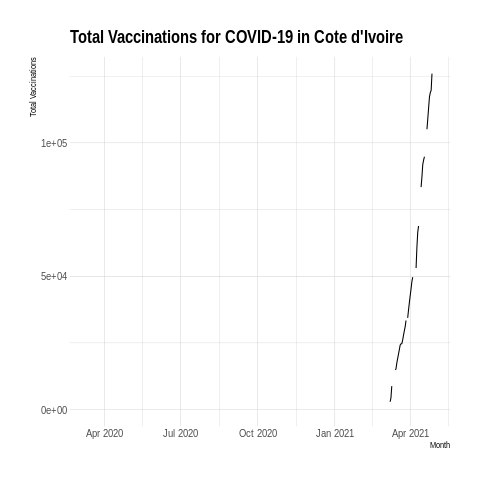 Total Vaccinations for COVID-19 in Cote d'Ivoire
Total Vaccinations
1e+05
5e+04
0e+00
Apr 2020
Jul 2020
Oct 2020
Jan 2021
Apr 2021
Month